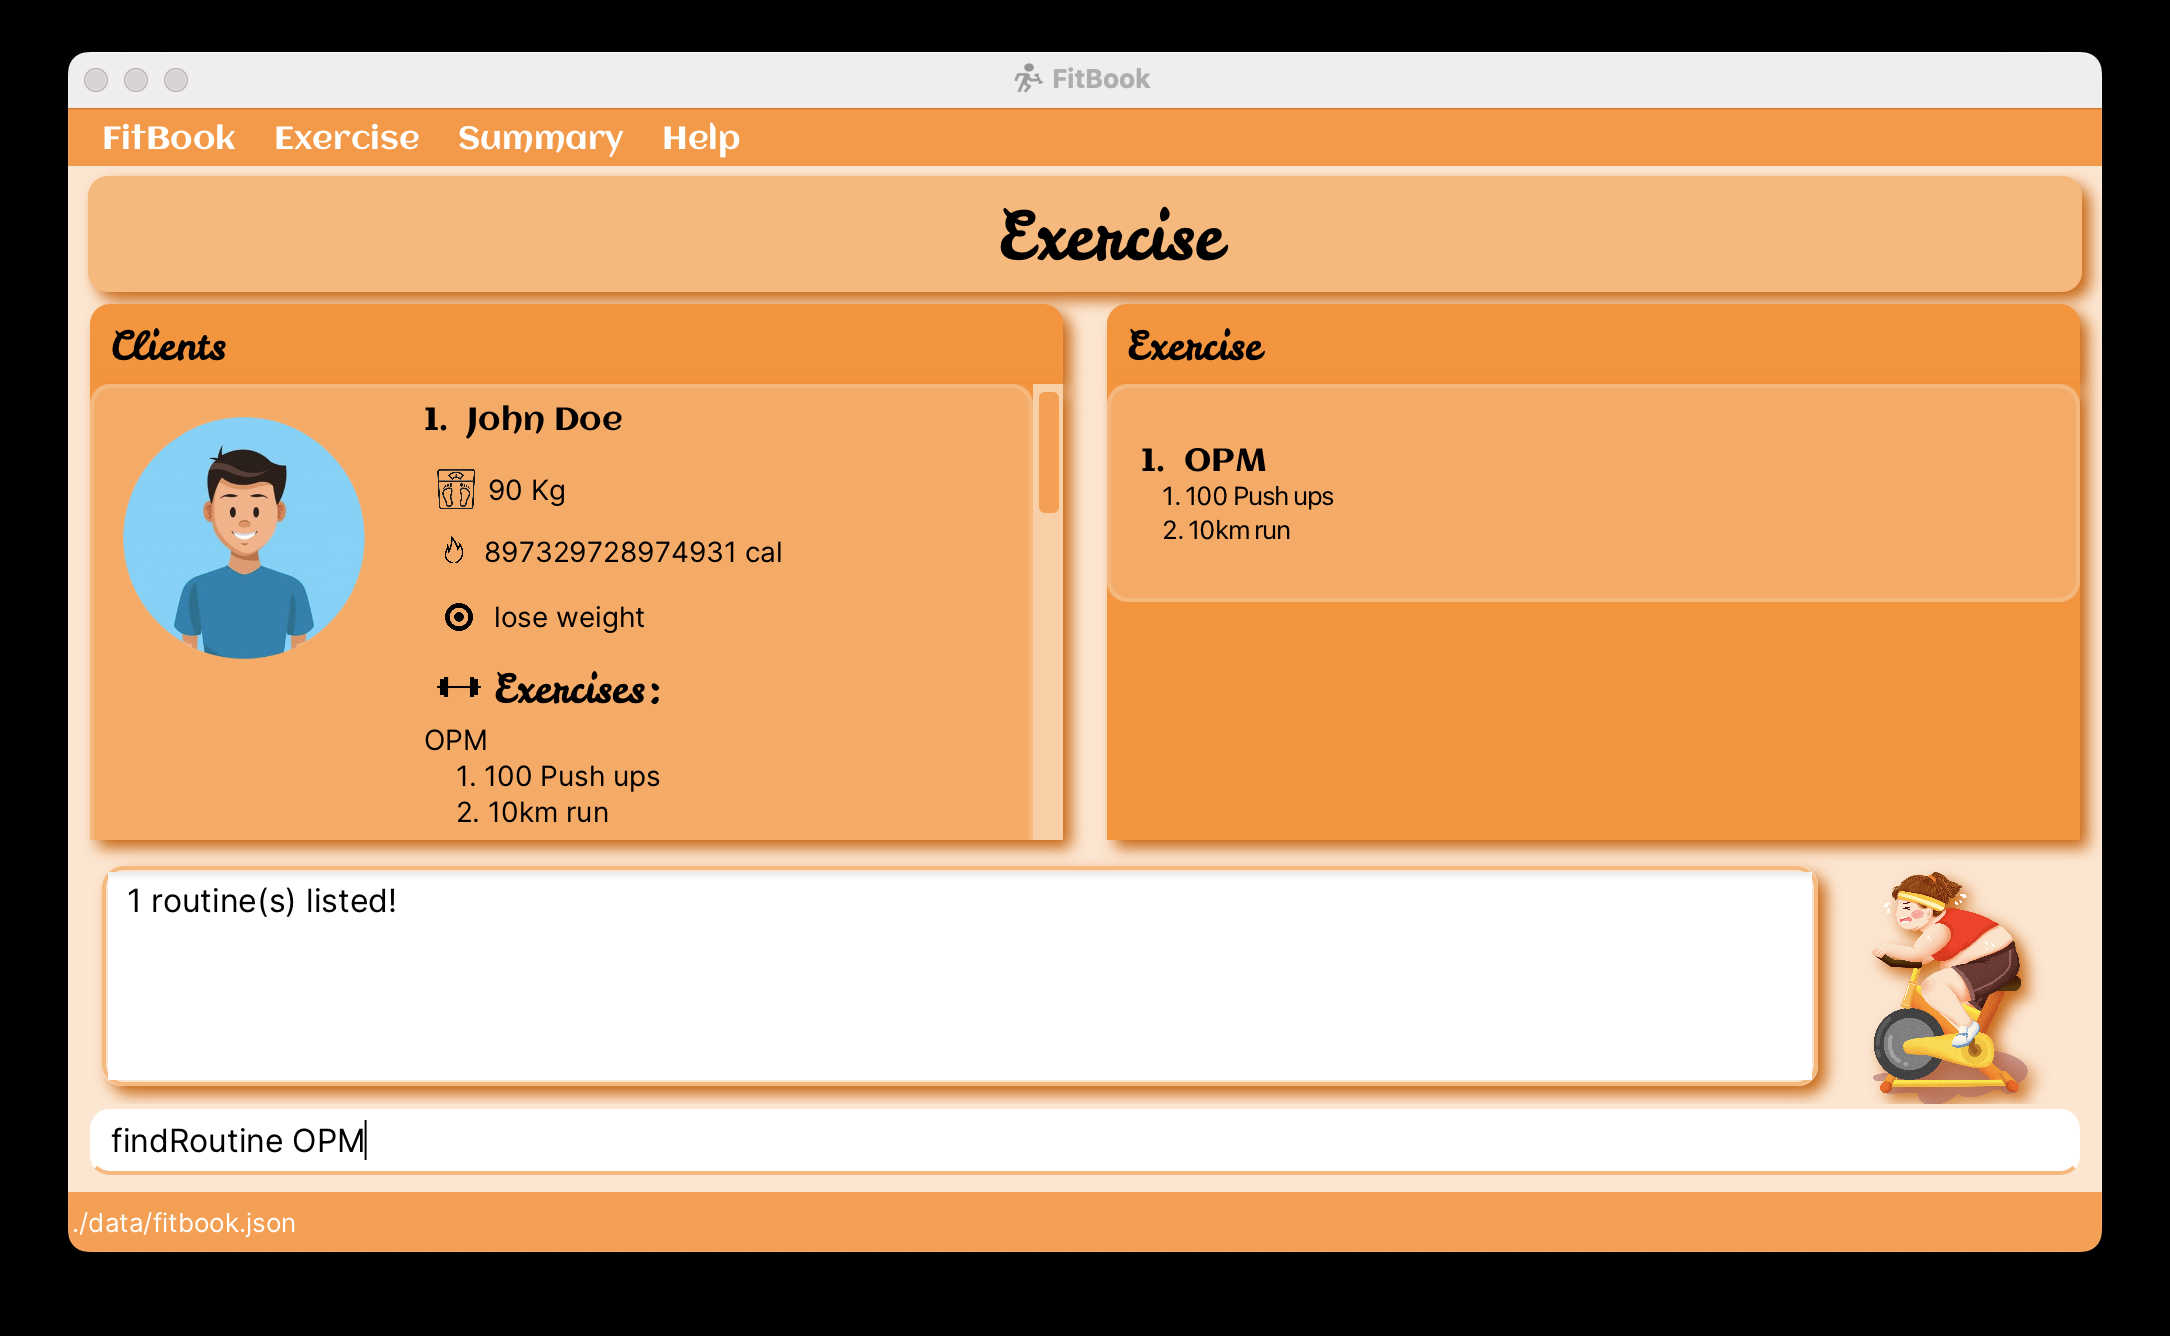 FitBook
FitBook Exercise Summary Help
Exercise
Clients
1. John Doe
90 Kg
897329728974931 cal
lose weight
Exercises:
OPM
1. 100 Push ups
2. 10km run
Exercise
1. OPM
1. 100 Push ups
2. 10km run
1 routine(s) listed!
findRoutine OPM
./data/fitbook.json